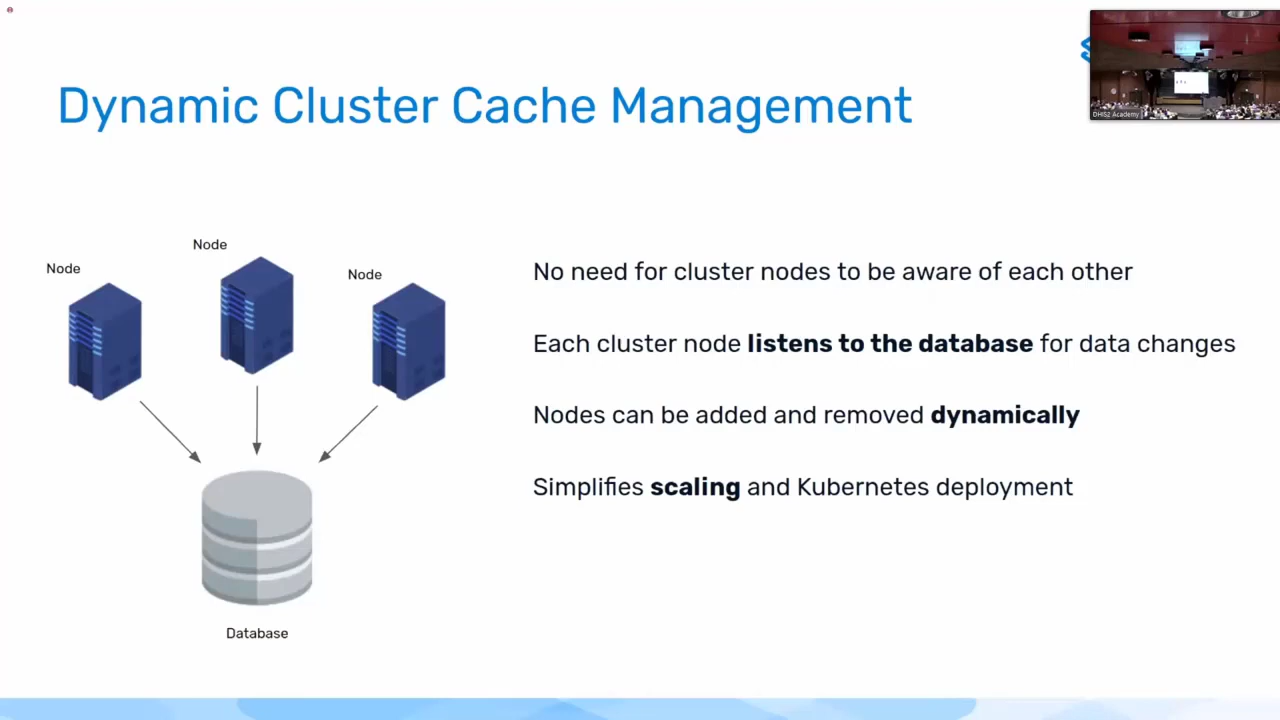 Dynamic Cluster Cache Management
DHIS2 Academy
Node
Node
Node
No need for cluster nodes to be aware of each other
Each cluster node listens to the database for data changes
Nodes can be added and removed dynamically
Simplifies scaling and Kubernetes deployment
Database